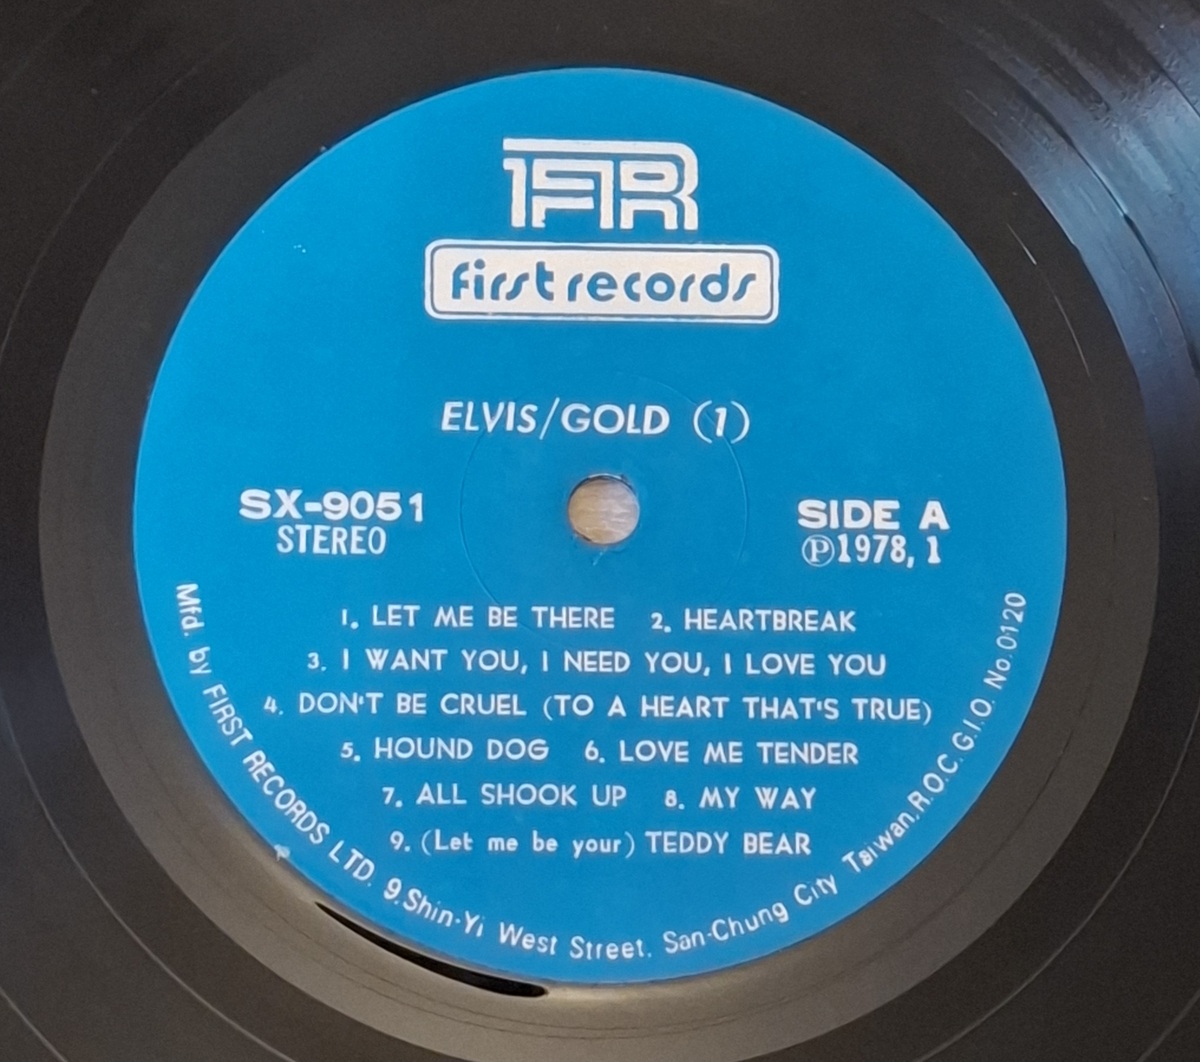 FR
first records
ELVIS/GOLD (1)
SX-9051
STEREO
SIDE A
Ⓟ1978, 1
1. LET ME BE THERE 2. HEARTBREAK
3. I WANT YOU, I NEED YOU, I LOVE YOU
4. DON'T BE CRUEL (TO A HEART THAT'S TRUE)
5. HOUND DOG 6. LOVE ME TENDER
7. ALL SHOOK UP 8. MY WAY
9. (Let me be your) TEDDY BEAR
Mfd. by FIRST RECORDS LTD. 9.Shin-Yi West Street. San-Chung City Taiwan,R.O.C.G.I.O. No.0120